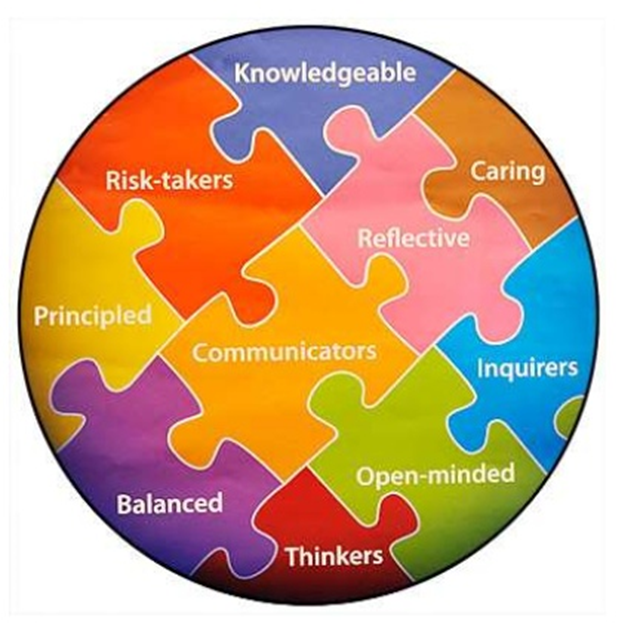 Knowledgeable
Risk-takers
Caring
Reflective
Principled
Communicators
Inquirers
Open-minded
Balanced
Thinkers